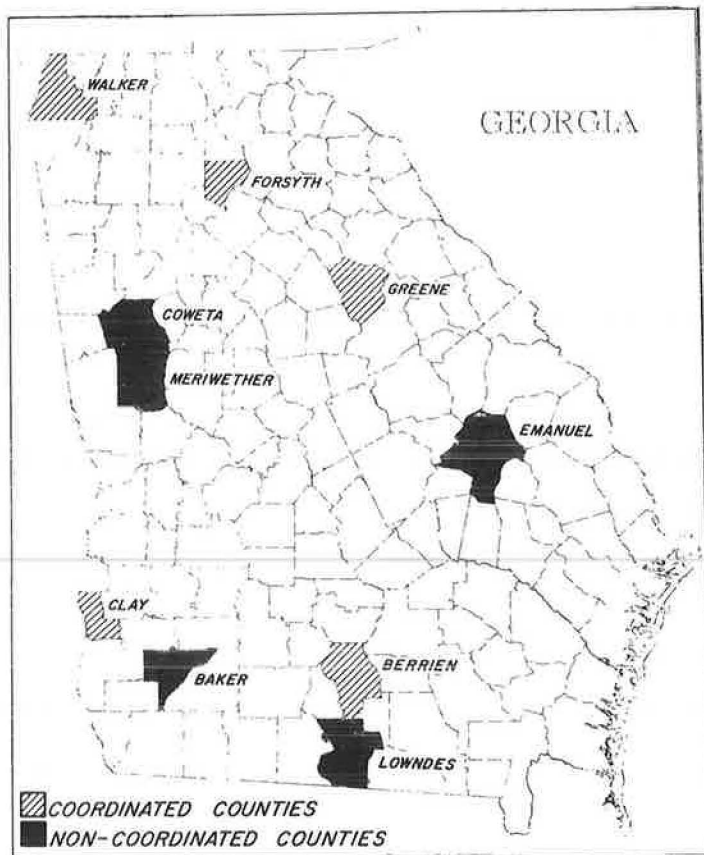 WALKER
GEORGIA
FORSYTH
GREENE
COWETA
MERIWETHER
EMANUEL
CLAY
BERRIEN
BAKER
LOWNDES
COORDINATED COUNTIES
NON-COORDINATED COUNTIES